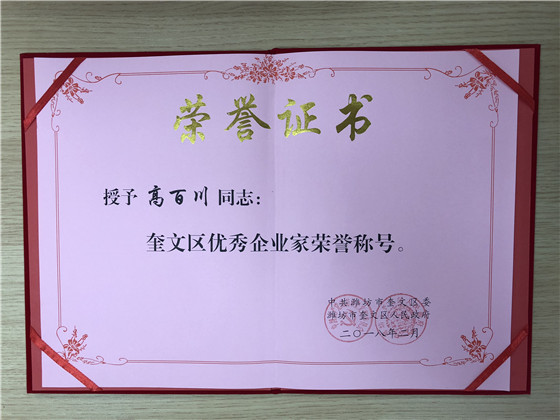 荣誉证书
授予 高百川 同志：
奎文区优秀企业家荣誉称号。
中共潍坊市奎文区委
潍坊市奎文区人民政府
二〇一八年二月